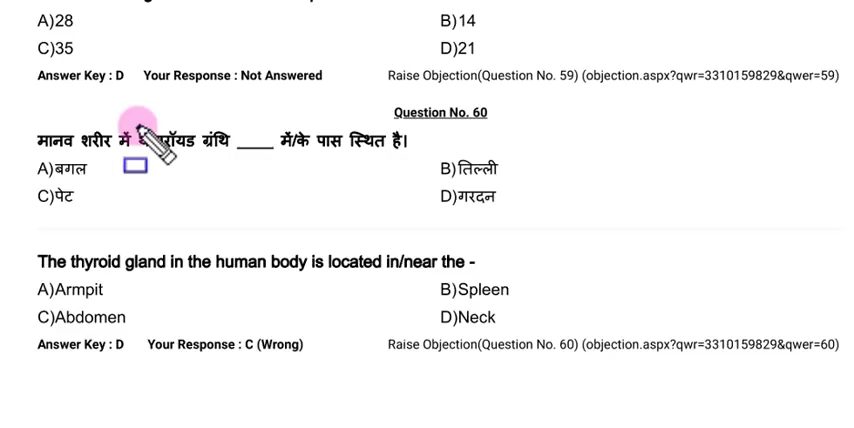 A)28 B)14
C)35 D)21
Answer Key : D Your Response : Not Answered Raise Objection(Question No. 59) (objection.aspx?qwr=3310159829&qwer=59)
Question No. 60
मानव शरीर में ग्रंथि _____ में/के पास स्थित है।
A)बगल B)तिल्ली
C)पेट D)गरदन
The thyroid gland in the human body is located in/near the -
A)Armpit B)Spleen
C)Abdomen D)Neck
Answer Key : D Your Response : C (Wrong) Raise Objection(Question No. 60) (objection.aspx?qwr=3310159829&qwer=60)